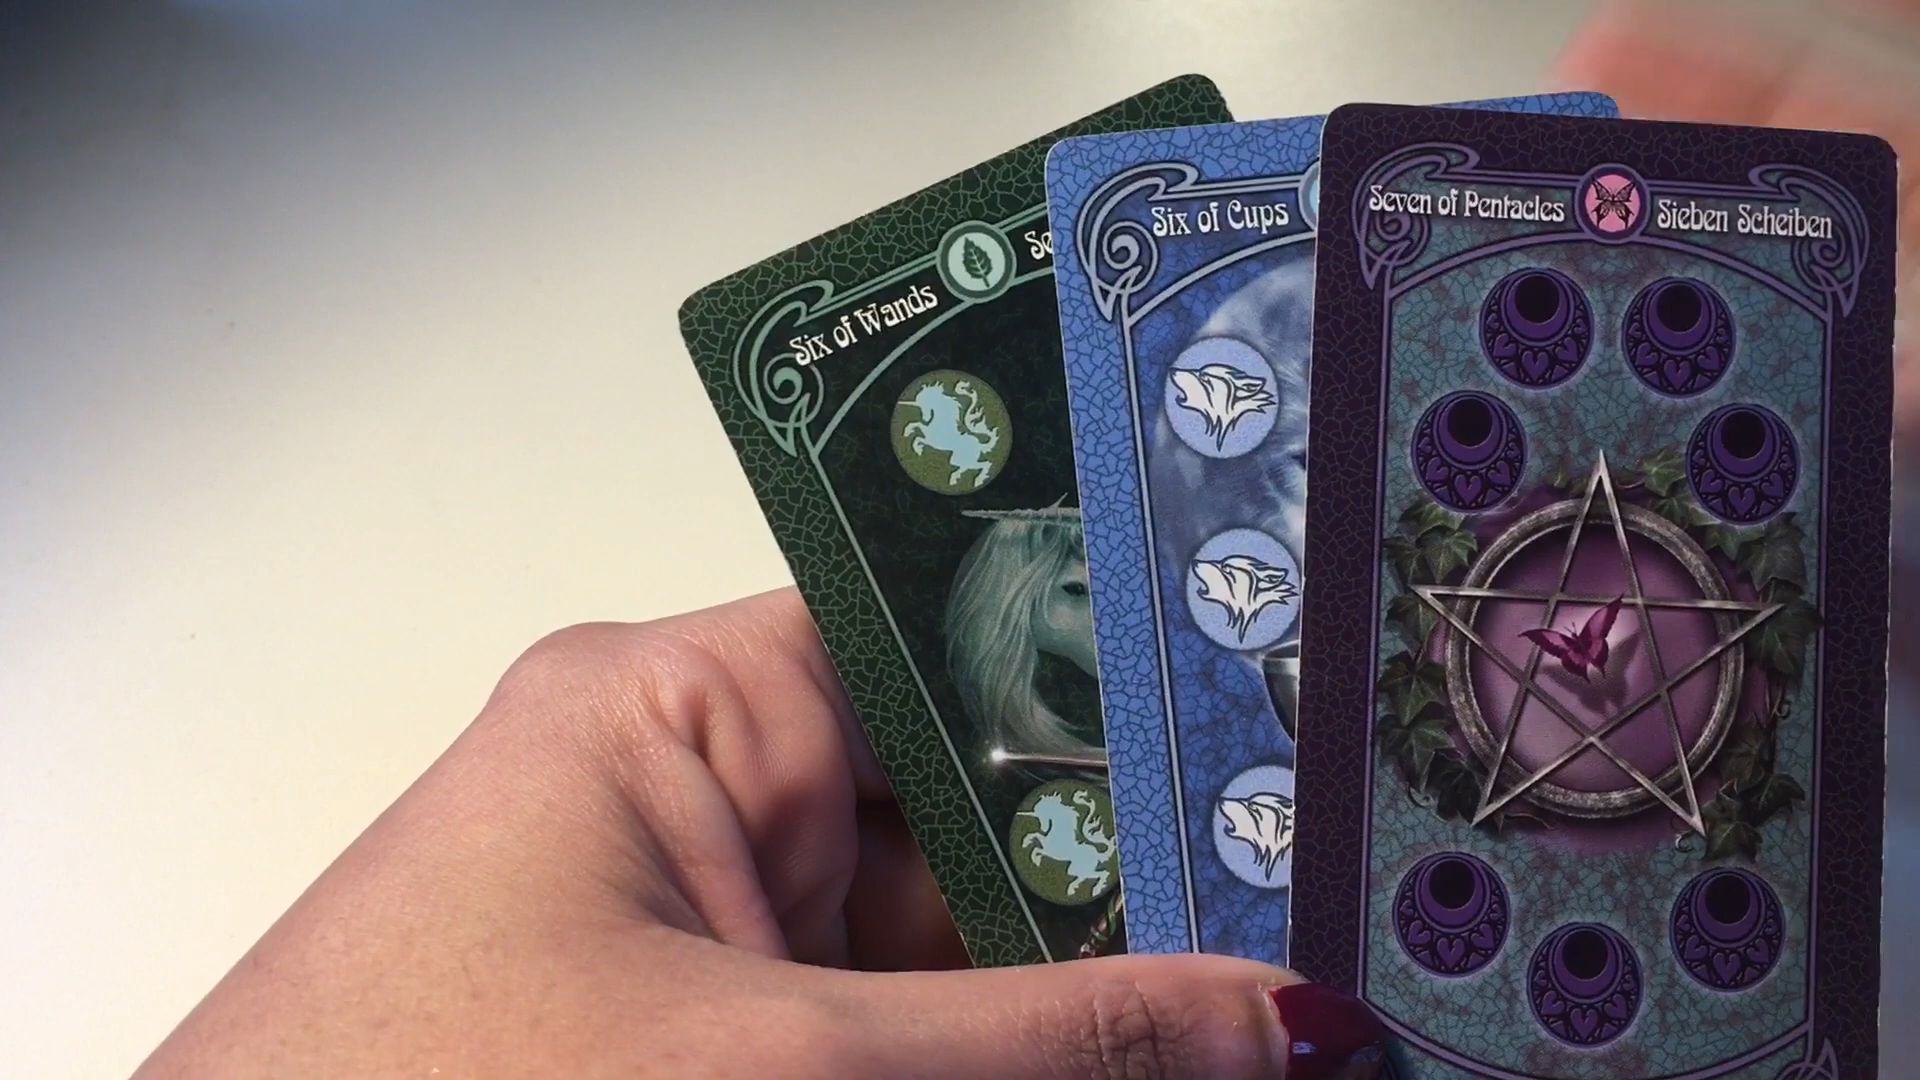 Six of Wands
Six of Cups
Seven of Pentacles Sieben Scheiben